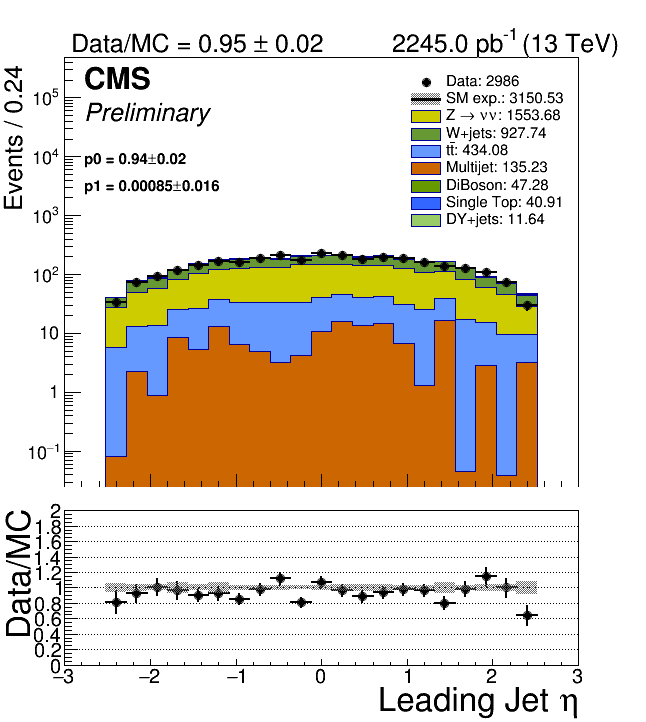 Data/MC = 0.95 ± 0.02 2245.0 pb⁻¹ (13 TeV)
CMS
Preliminary
p0 = 0.94±0.02
p1 = 0.00085±0.016
Data: 2986
SM exp.: 3150.53
Z → νν: 1553.68
W+jets: 927.74
tt̄: 434.08
Multijet: 135.23
DiBoson: 47.28
Single Top: 40.91
DY+jets: 11.64
Events / 0.24
10⁵
10⁴
10³
10²
10
1
10⁻¹
Data/MC
2
1.8
1.6
1.4
1.2
1
0.8
0.6
0.4
0.2
0
−3 −2 −1 0 1 2 3
Leading Jet η